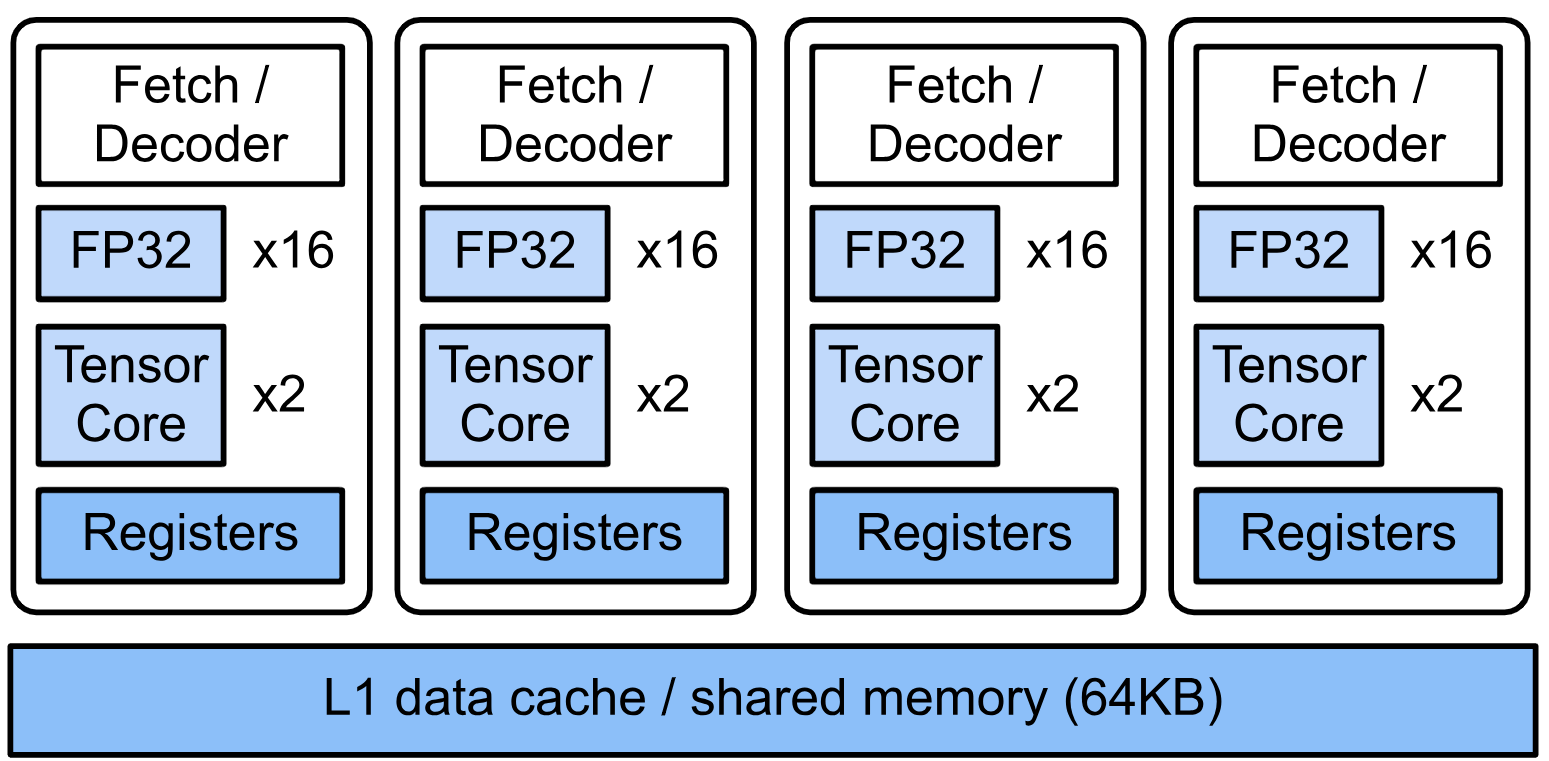 Fetch /
Decoder
FP32 x16
Tensor
Core
x2
Registers
Fetch /
Decoder
FP32 x16
Tensor
Core
x2
Registers
Fetch /
Decoder
FP32 x16
Tensor
Core
x2
Registers
Fetch /
Decoder
FP32 x16
Tensor
Core
x2
Registers
L1 data cache / shared memory (64KB)